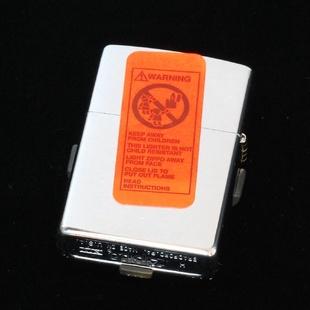 ⚠WARNING
KEEP AWAY
FROM CHILDREN
THIS LIGHTER IS NOT
CHILD RESISTANT
LIGHT ZIPPO AWAY
FROM FACE
CLOSE LID TO
PUT OUT FLAME
READ
INSTRUCTIONS